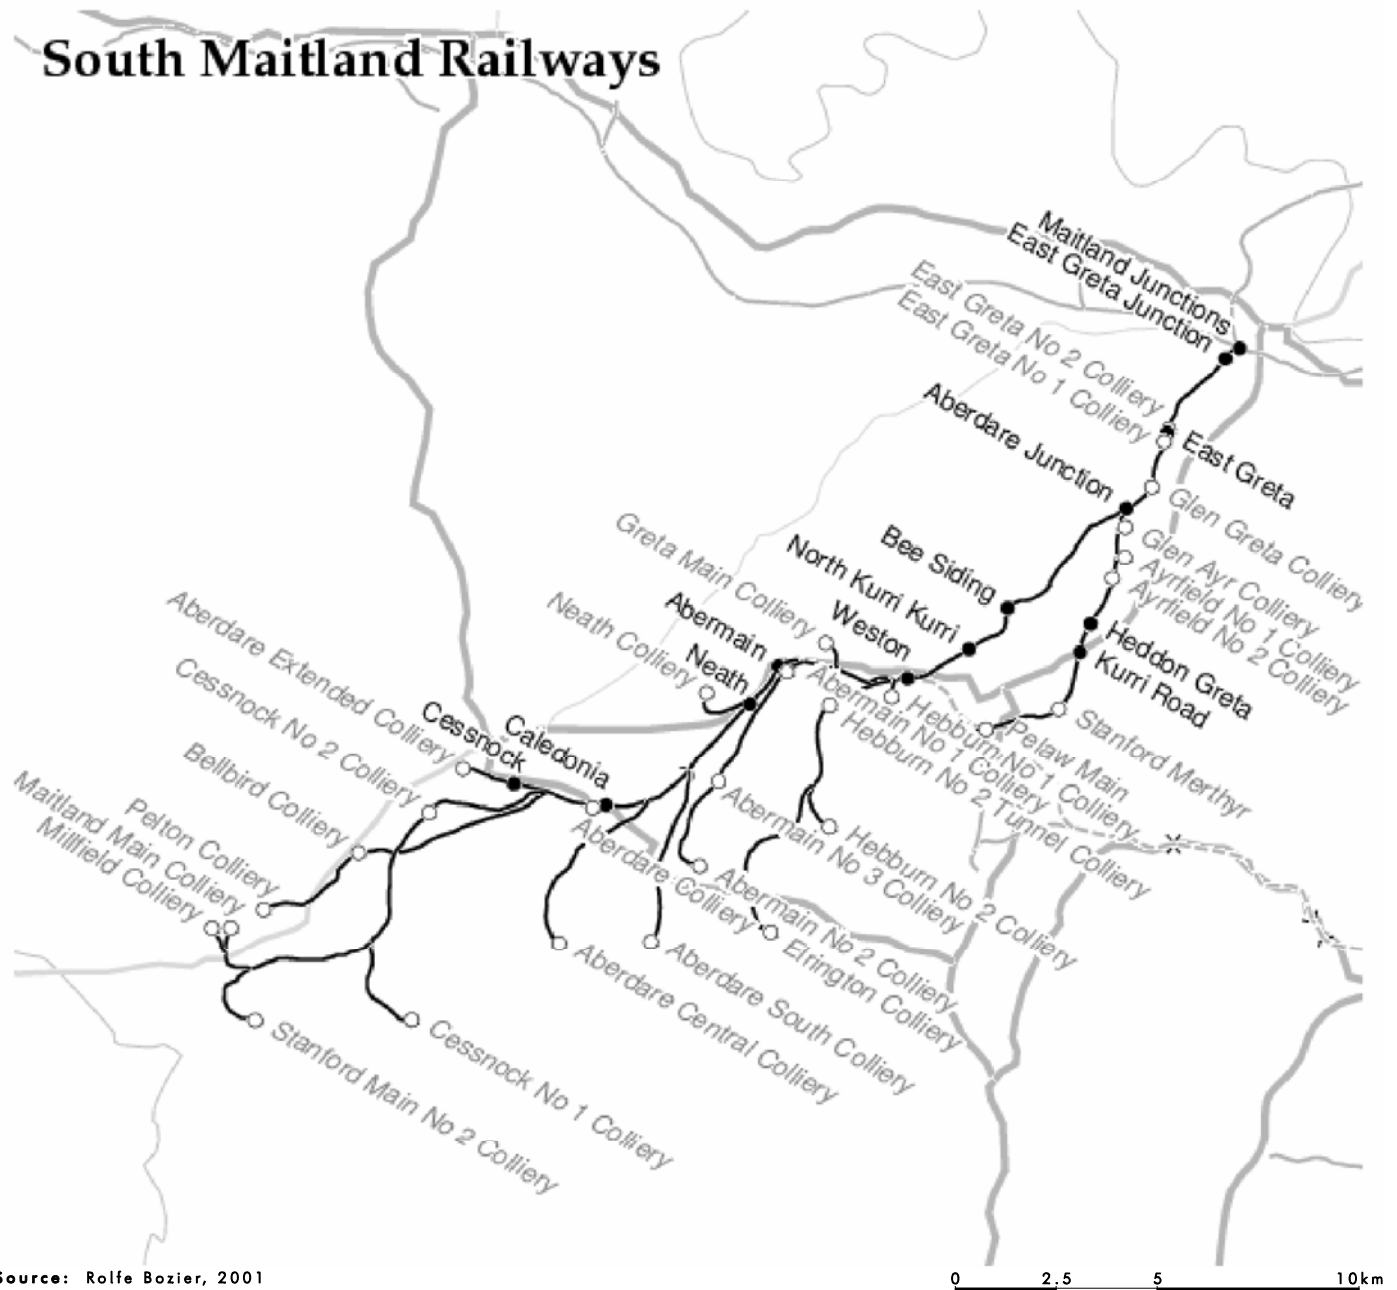 South Maitland Railways
Maitland Junctions
East Greta Junction
East Greta No 2 Colliery
East Greta No 1 Colliery
Aberdare Junction
East Greta
Glen Greta Colliery
Glen Ayr Colliery
Ayrfield No 1 Colliery
Ayrfield No 2 Colliery
Bee Siding
North Kurri Kurri
Weston
Greta Main Colliery
Abermain
Neath
Neath Colliery
Heddon Greta
Kurri Road
Stanford Merthyr
Pelaw Main
Hebburn No 1 Colliery
Abermain No 1 Colliery
Hebburn No 2 Tunnel Colliery
Aberdare Extended Colliery
Cessnock
Caledonia
Cessnock No 2 Colliery
Bellbird Colliery
Pelton Colliery
Maitland Main Colliery
Millfield Colliery
Aberdare Colliery
Abermain No 3 Colliery
Hebburn No 2 Colliery
Abermain No 2 Colliery
Elrington Colliery
Aberdare South Colliery
Aberdare Central Colliery
Cessnock No 1 Colliery
Stanford Main No 2 Colliery
Source: Rolfe Bozier, 2001
0 2.5 5 10km